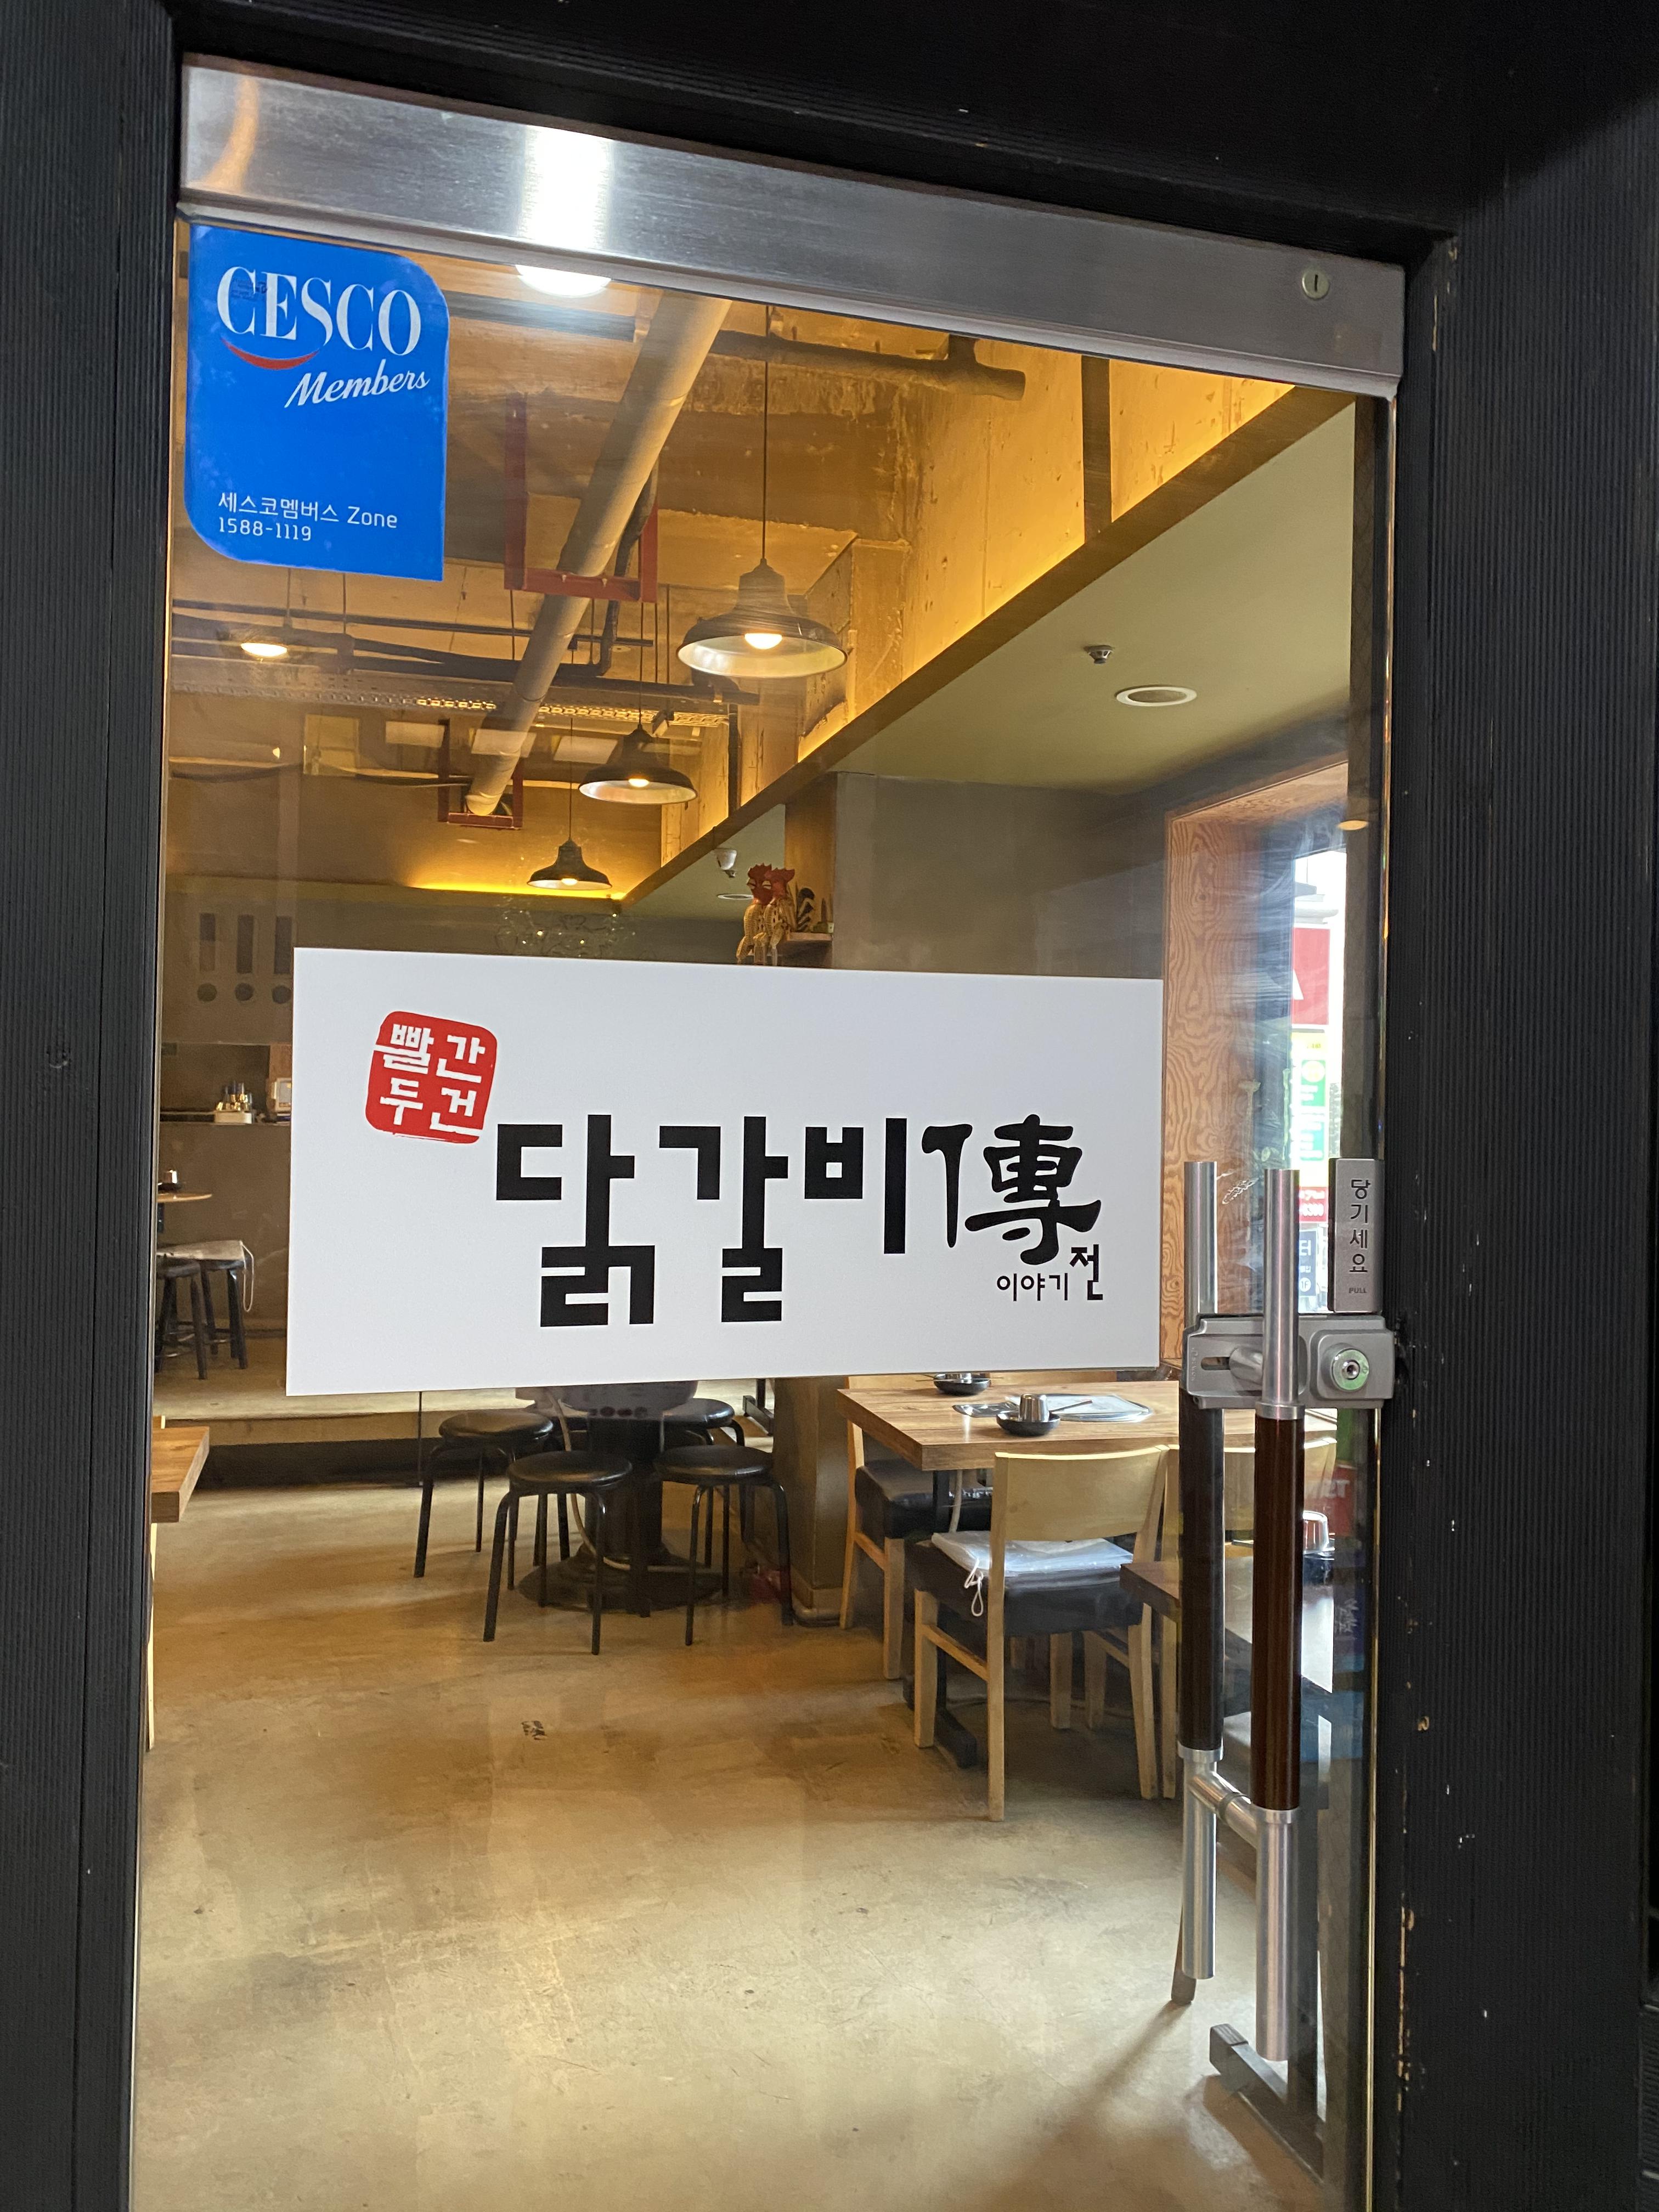 CESCO
Members
세스코멤버스 Zone
1588-1119
빨간
두건
닭갈비傳
이야기 전
당기세요
PULL